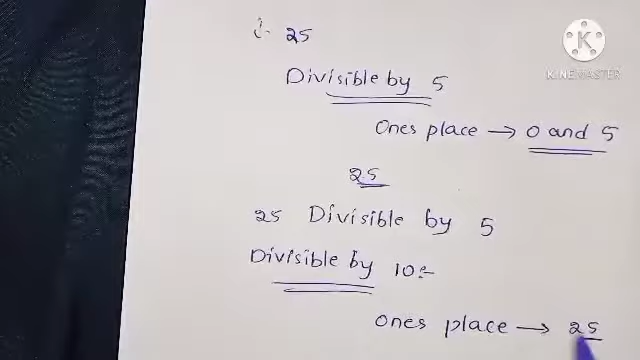 i. 25
Divisible by 5
Ones place → 0 and 5
25
25 Divisible by 5
Divisible by 10:-
Ones place → 25
KINEMASTER